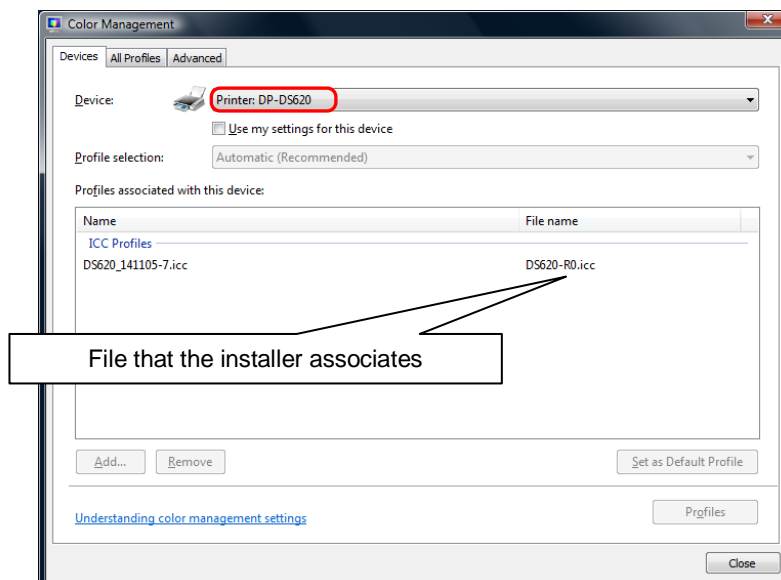 Color Management
Devices All Profiles Advanced
Device: Printer: DP-DS620
Use my settings for this device
Profile selection: Automatic (Recommended)
Profiles associated with this device:
Name File name
ICC Profiles
DS620_141105-7.icc DS620-R0.icc
File that the installer associates
Add... Remove Set as Default Profile
Understanding color management settings Profiles
Close